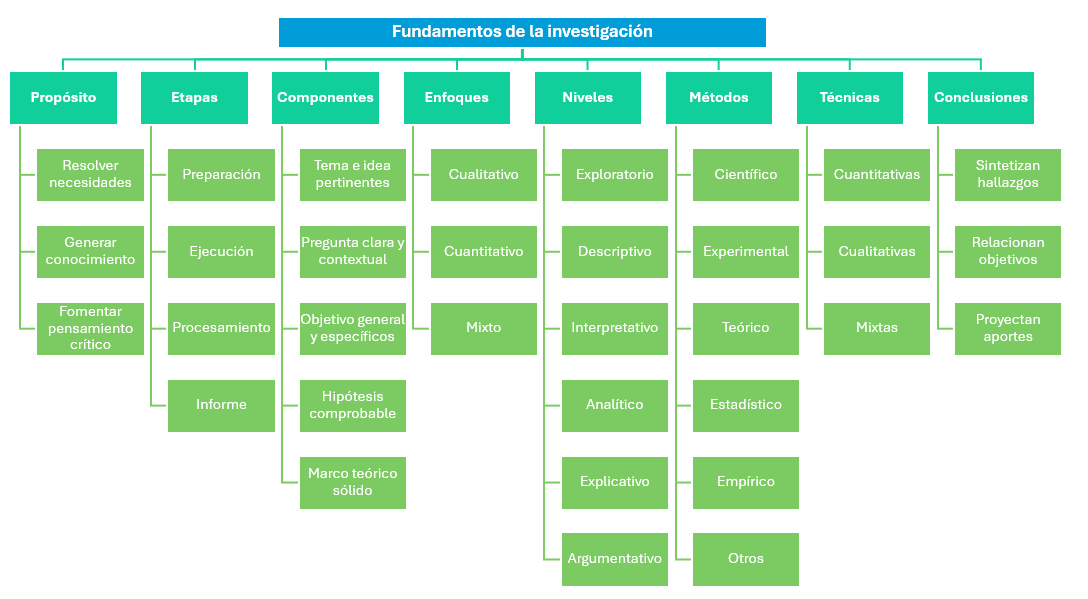 Fundamentos de la investigación
Propósito
Etapas
Componentes
Enfoques
Niveles
Métodos
Técnicas
Conclusiones
Resolver
necesidades
Generar
conocimiento
Fomentar
pensamiento
crítico
Preparación
Ejecución
Procesamiento
Informe
Tema e idea
pertinentes
Pregunta clara y
contextual
Objetivo general
y específicos
Hipótesis
comprobable
Marco teórico
sólido
Cualitativo
Cuantitativo
Mixto
Exploratorio
Descriptivo
Interpretativo
Analítico
Explicativo
Argumentativo
Científico
Experimental
Teórico
Estadístico
Empírico
Otros
Cuantitativas
Cualitativas
Mixtas
Sintetizan
hallazgos
Relacionan
objetivos
Proyectan
aportes